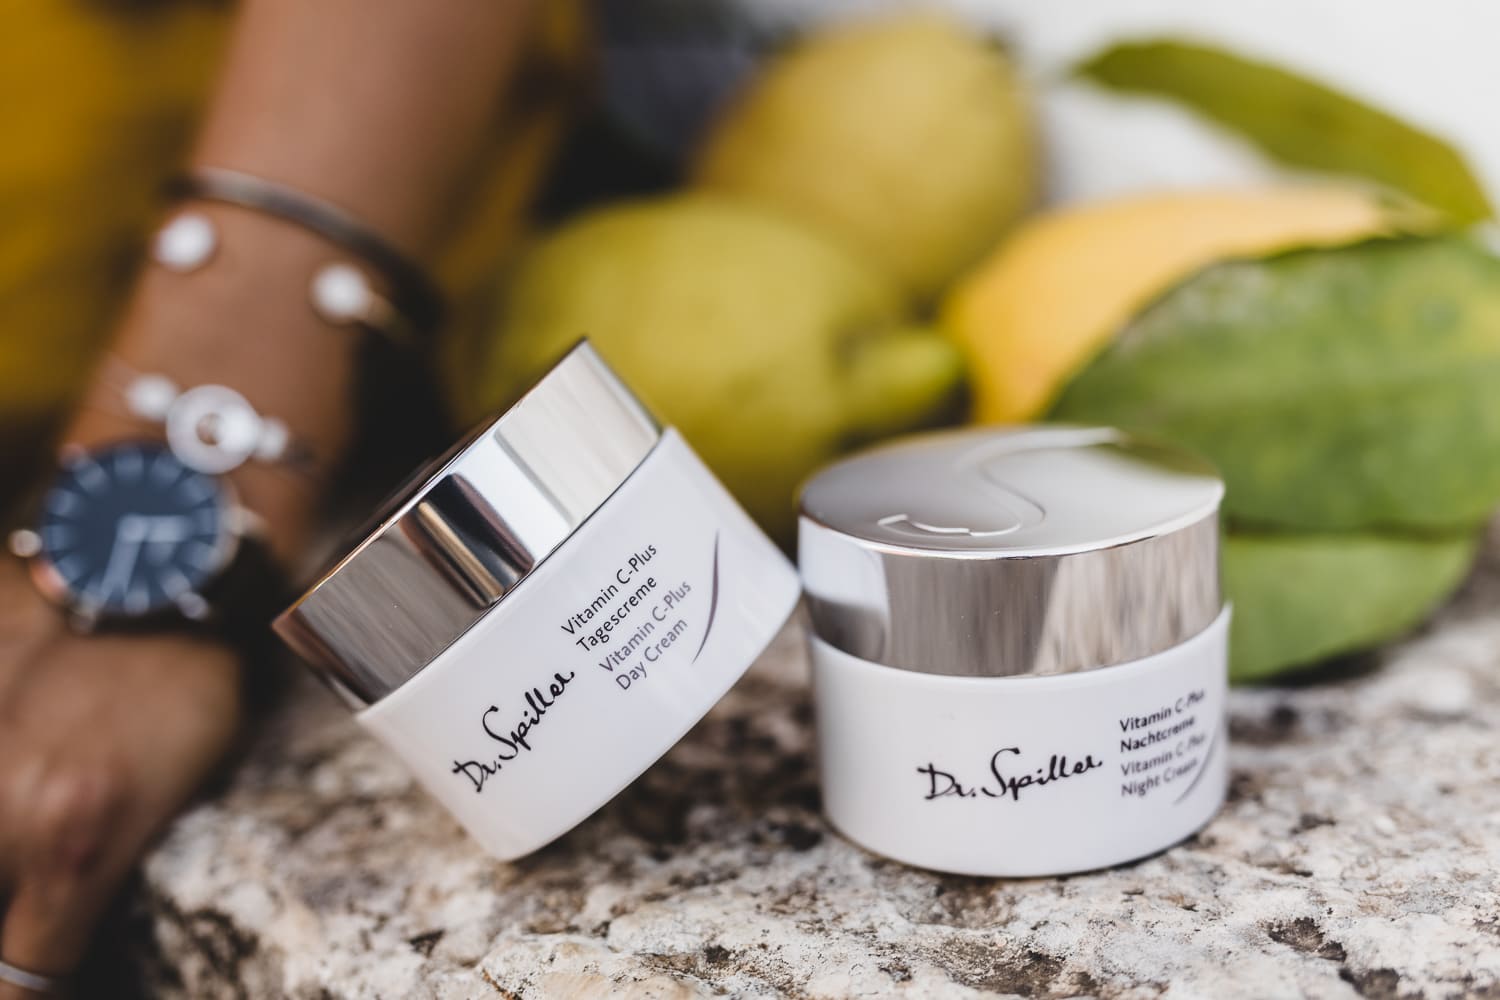 Dr. Spiller
Vitamin C-Plus
Tagescreme
Vitamin C-Plus
Day Cream
Dr. Spiller
Vitamin C-Plus
Nachtcreme
Vitamin C-Plus
Night Cream